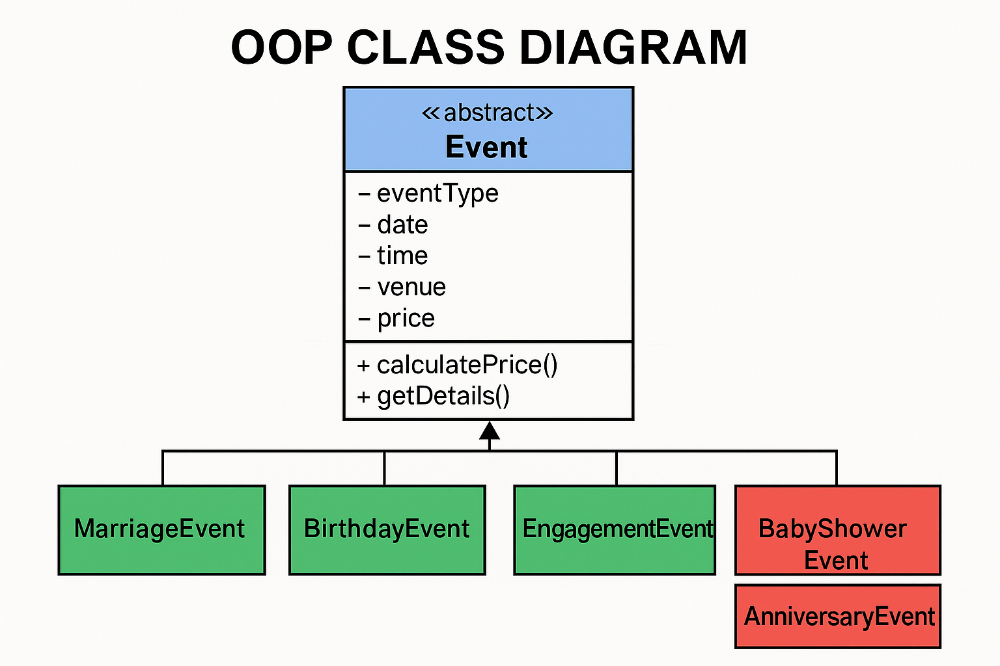 OOP CLASS DIAGRAM
«abstract»
Event
– eventType
– date
– time
– venue
– price
+ calculatePrice()
+ getDetails()
MarriageEvent
BirthdayEvent
EngagementEvent
BabyShower
Event
AnniversaryEvent